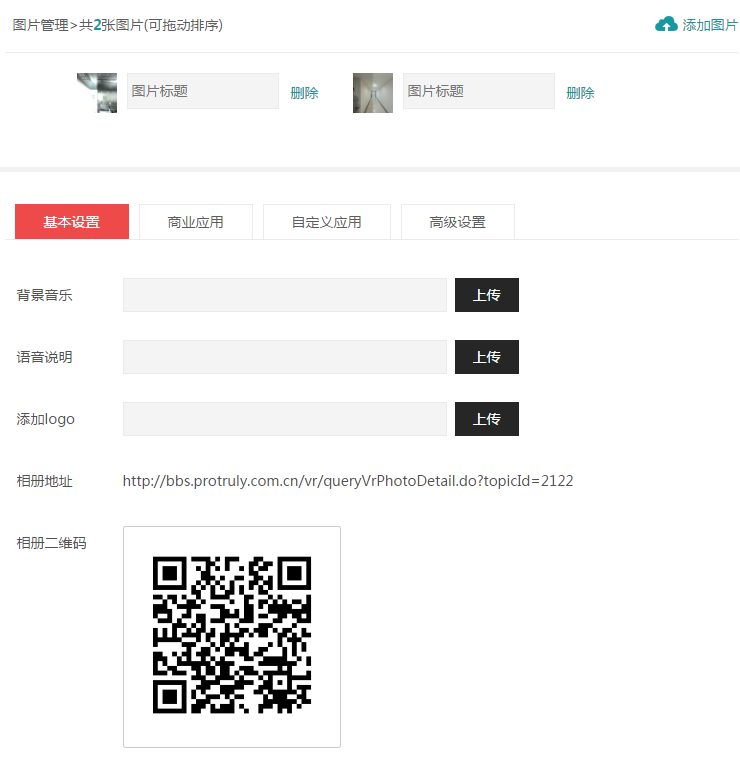 图片管理>共2张图片(可拖动排序) 添加图片
图片标题 删除 图片标题 删除
基本设置 商业应用 自定义应用 高级设置
背景音乐 上传
语音说明 上传
添加logo 上传
相册地址 http://bbs.protruly.com.cn/vr/queryVrPhotoDetail.do?topicId=2122
相册二维码